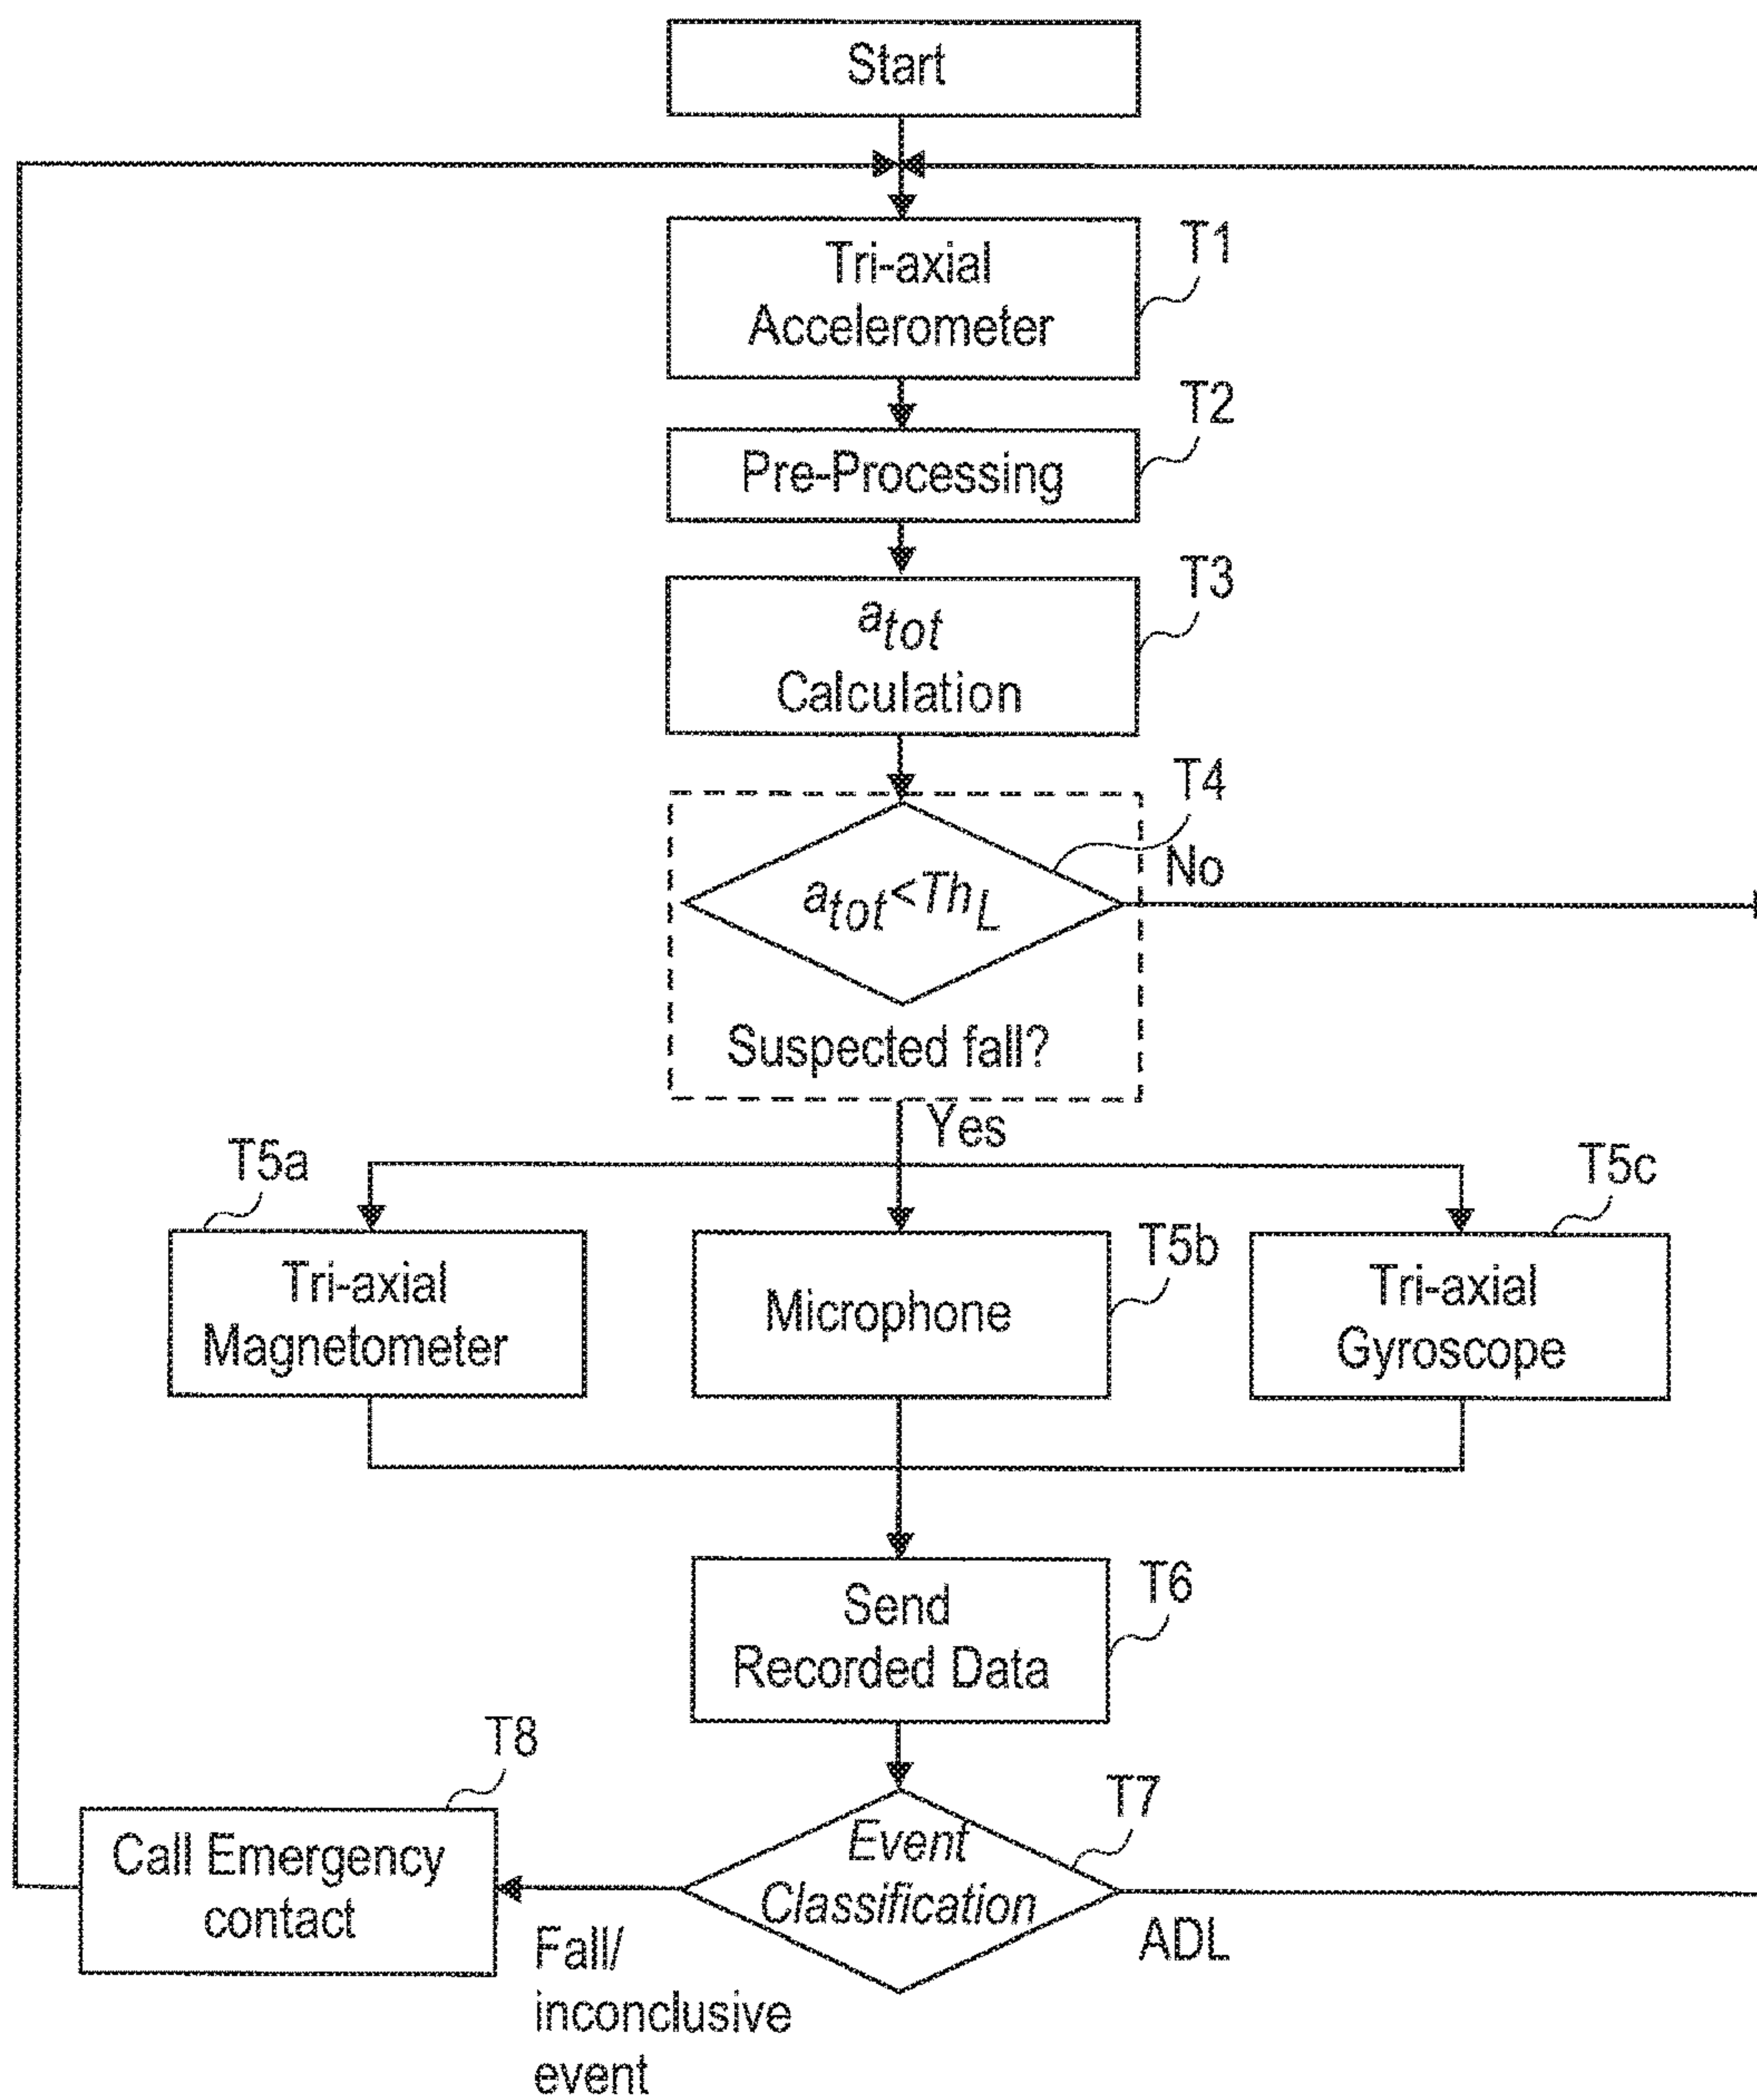 Start
T1
Tri-axial
Accelerometer
T2
Pre-Processing
T3
atot
Calculation
T4
No
atot<ThL
Suspected fall?
Yes
T5a
T5c
Tri-axial
Magnetometer
Microphone
T5b
Tri-axial
Gyroscope
Send
Recorded Data
T6
T8
T7
Call Emergency
contact
Event
Classification
Fall/
inconclusive
event
ADL